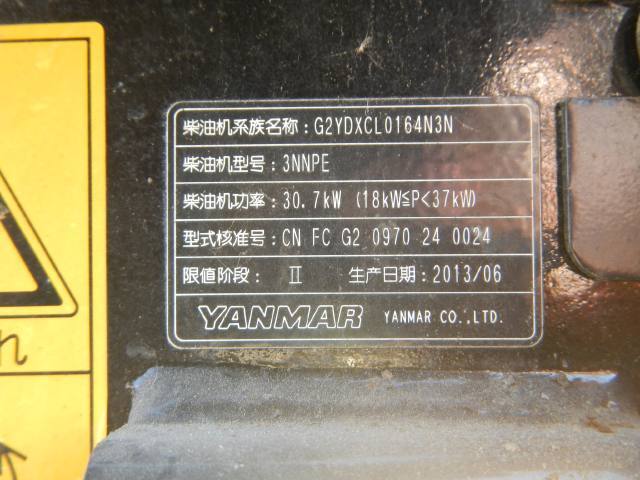 柴油机系族名称：G2YDXCL0164N3N
柴油机型号：3NNPE
柴油机功率：30.7kW (18kW≦P<37kW)
型式核准号：CN FC G2 0970 24 0024
限值阶段： Ⅱ 生产日期：2013/06
YANMAR YANMAR CO.,LTD.